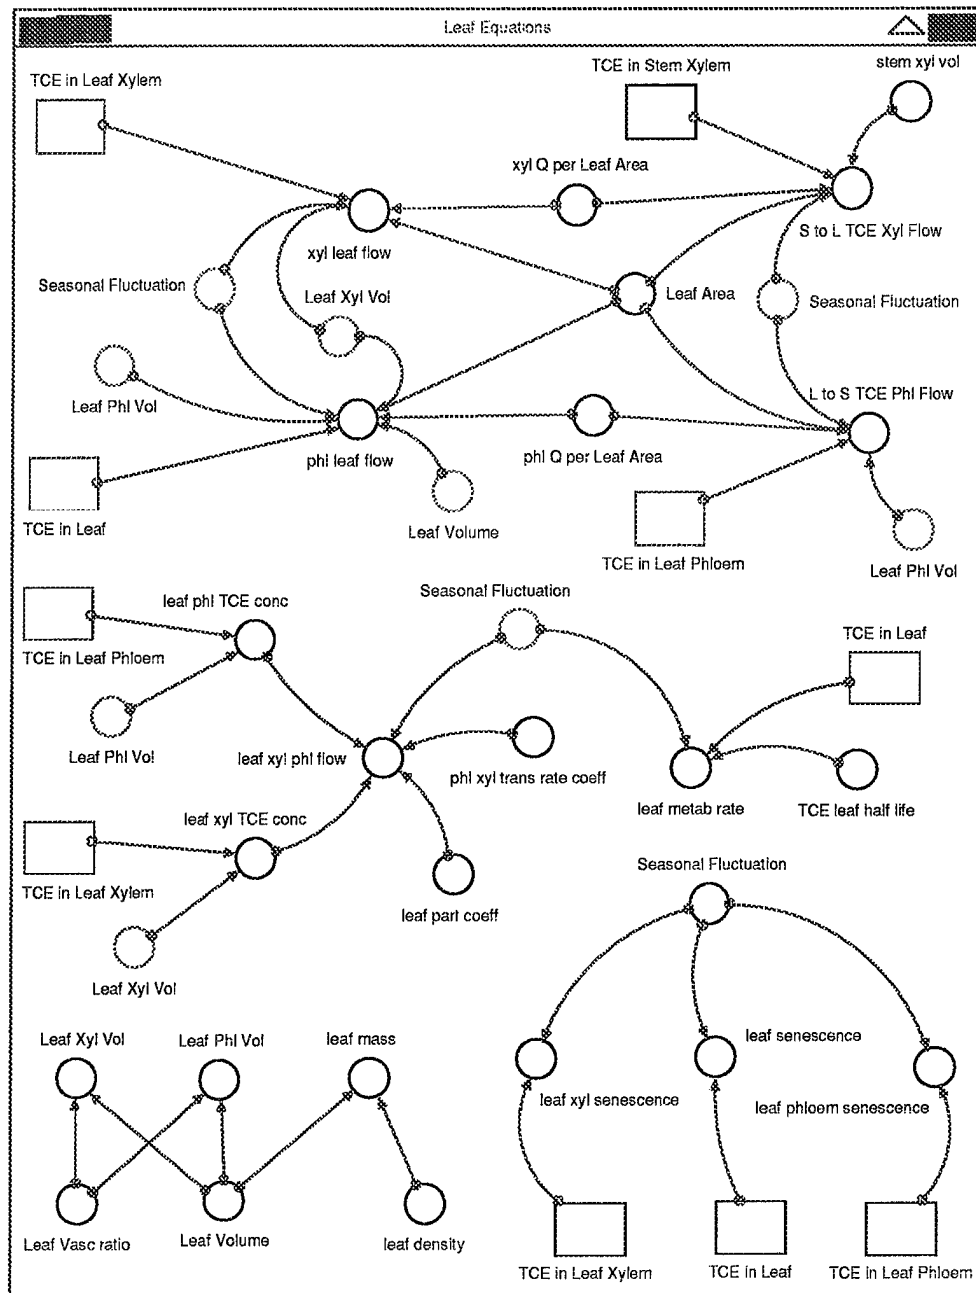 Leaf Equations
TCE in Leaf Xylem
TCE in Stem Xylem
stem xyl vol
xyl Q per Leaf Area
xyl leaf flow
S to L TCE Xyl Flow
Seasonal Fluctuation
Leaf Xyl Vol
Leaf Area
Seasonal Fluctuation
Leaf Phl Vol
L to S TCE Phl Flow
phl leaf flow
phl Q per Leaf Area
TCE in Leaf
Leaf Volume
TCE in Leaf Phloem
Leaf Phl Vol
leaf phl TCE conc
Seasonal Fluctuation
TCE in Leaf
TCE in Leaf Phloem
Leaf Phl Vol
leaf xyl phl flow
phl xyl trans rate coeff
leaf metab rate
TCE leaf half life
leaf xyl TCE conc
TCE in Leaf Xylem
leaf part coeff
Seasonal Fluctuation
Leaf Xyl Vol
Leaf Xyl Vol
Leaf Phl Vol
leaf mass
leaf senescence
leaf xyl senescence
leaf phloem senescence
Leaf Vasc ratio
Leaf Volume
leaf density
TCE in Leaf Xylem
TCE in Leaf
TCE in Leaf Phloem